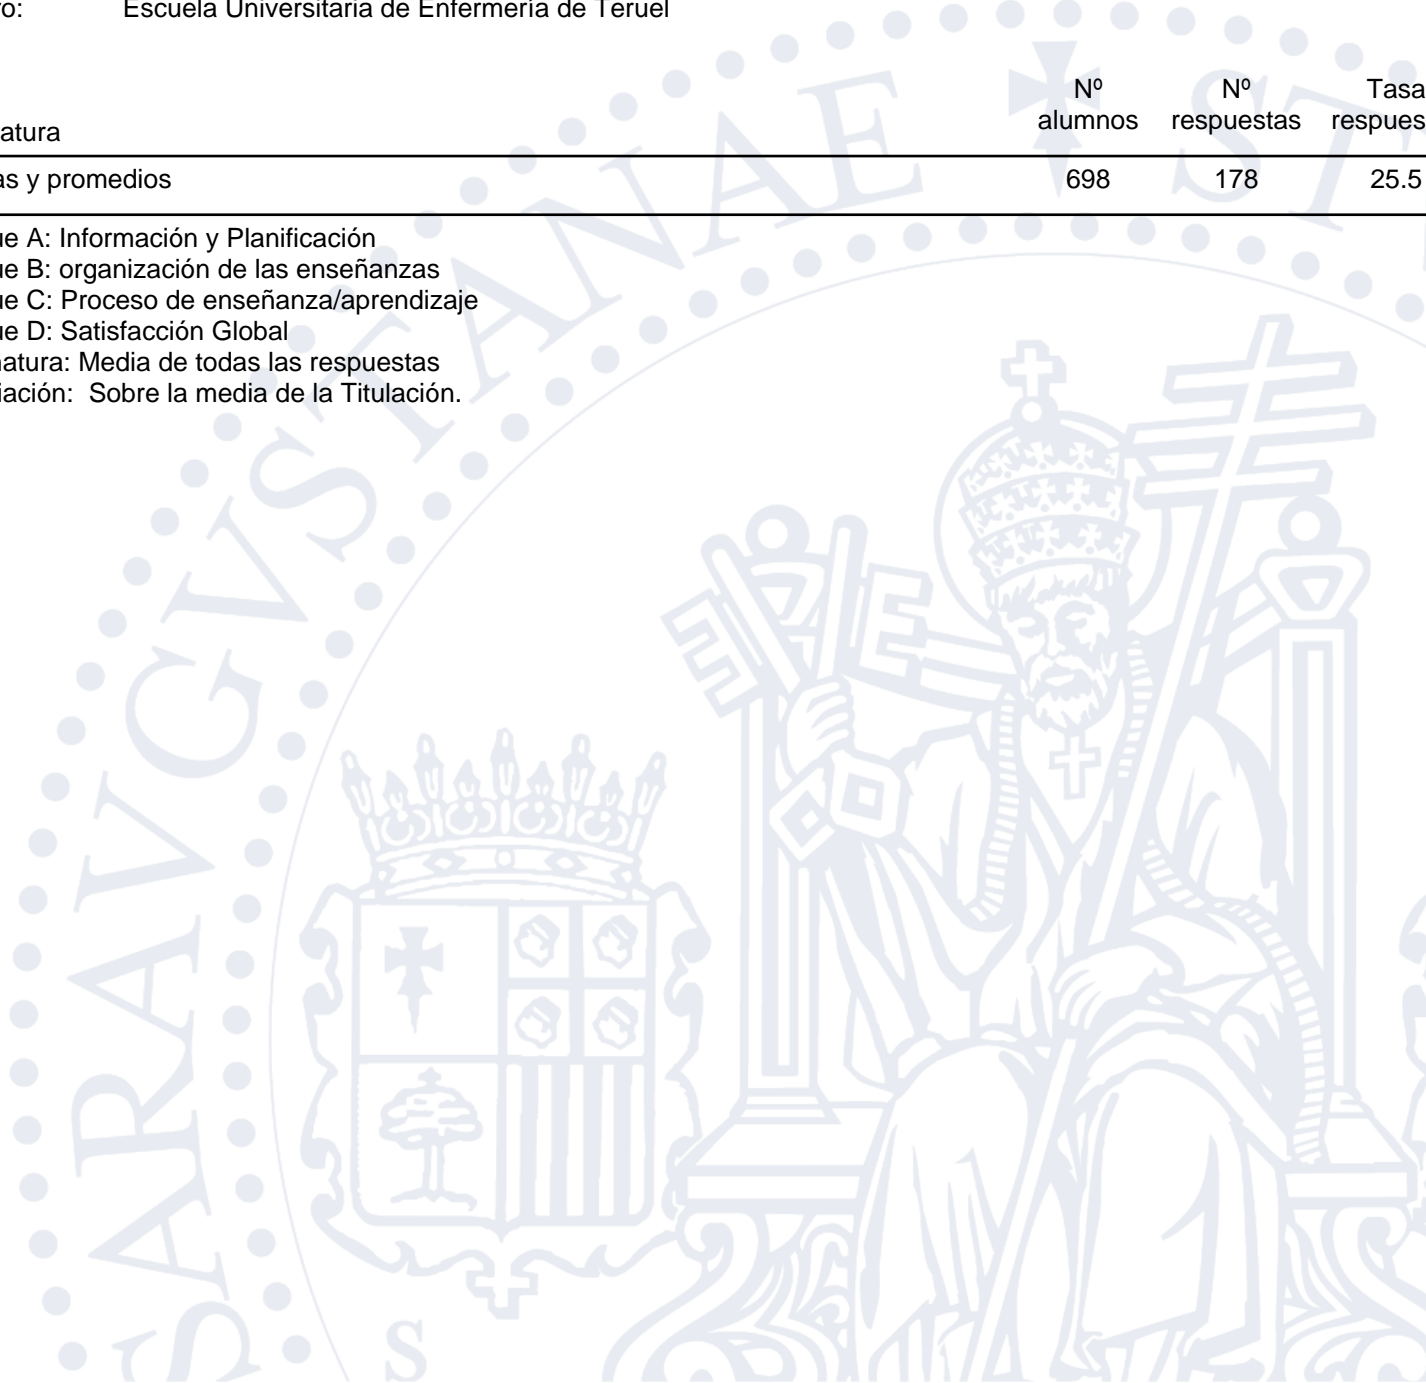 ro: Escuela Universitaria de Enfermería de Teruel
Nº Nº Tasa
alumnos respuestas respues
atura
as y promedios 698 178 25.5
ue A: Información y Planificación
ue B: organización de las enseñanzas
ue C: Proceso de enseñanza/aprendizaje
ue D: Satisfacción Global
natura: Media de todas las respuestas
iación: Sobre la media de la Titulación.
SARAVGVSTANAE ST
S